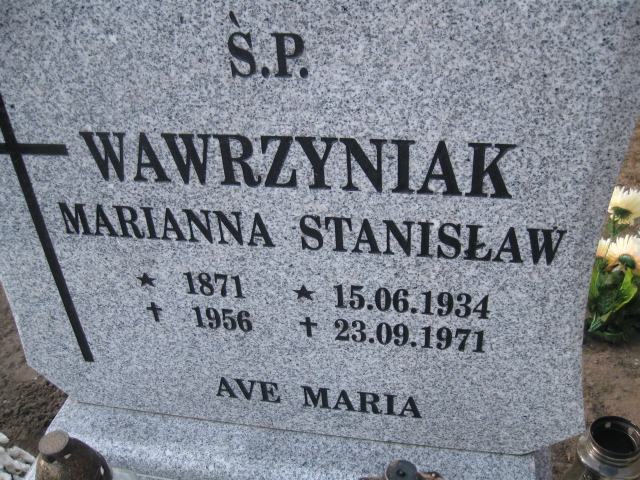 Ś.P.
WAWRZYNIAK
MARIANNA STANISŁAW
★ 1871 ★ 15.06.1934
✝ 1956 ✝ 23.09.1971
AVE MARIA